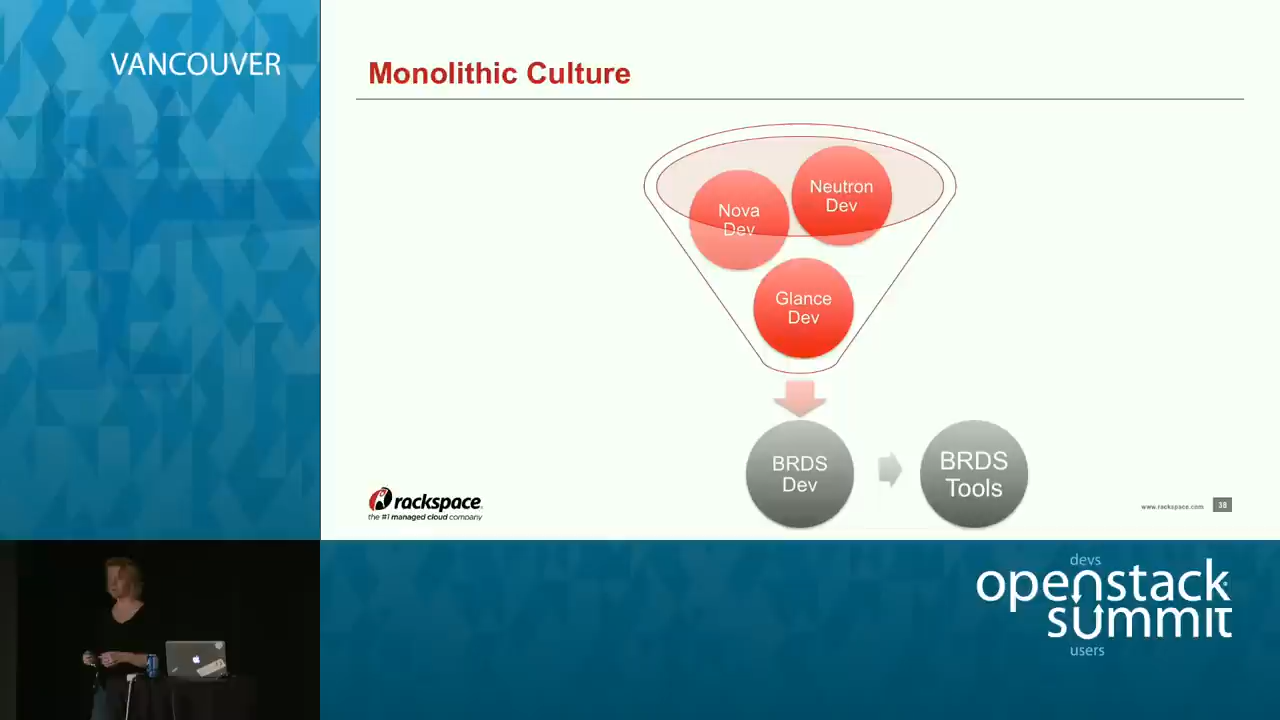 VANCOUVER
Monolithic Culture
Neutron
Dev
Nova
Dev
Glance
Dev
BRDS
Dev
BRDS
Tools
rackspace
the #1 managed cloud company
www.rackspace.com
38
devs
openstack
summit
users